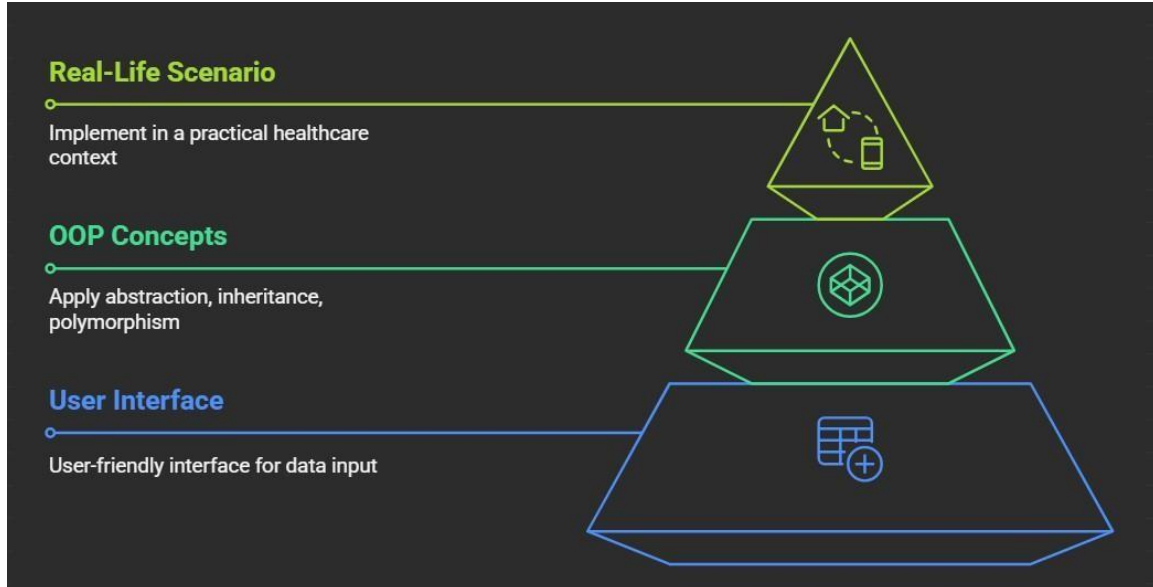 Real-Life Scenario
Implement in a practical healthcare
context
OOP Concepts
Apply abstraction, inheritance,
polymorphism
User Interface
User-friendly interface for data input